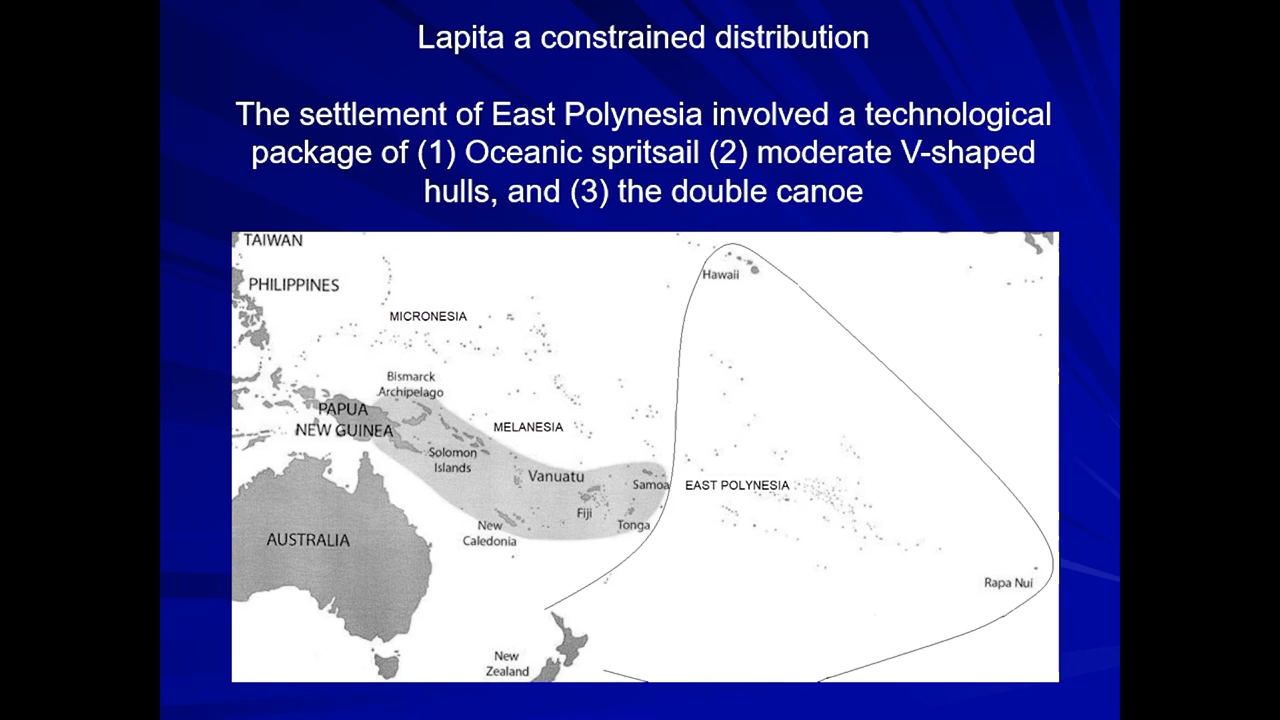 Lapita a constrained distribution
The settlement of East Polynesia involved a technological
package of (1) Oceanic spritsail (2) moderate V-shaped
hulls, and (3) the double canoe
TAIWAN
Hawaii
PHILIPPINES
MICRONESIA
Bismarck
Archipelago
PAPUA
NEW GUINEA
MELANESIA
Solomon
Islands
Vanuatu
Samoa
EAST POLYNESIA
Fiji
Tonga
New
Caledonia
AUSTRALIA
Rapa Nui
New
Zealand